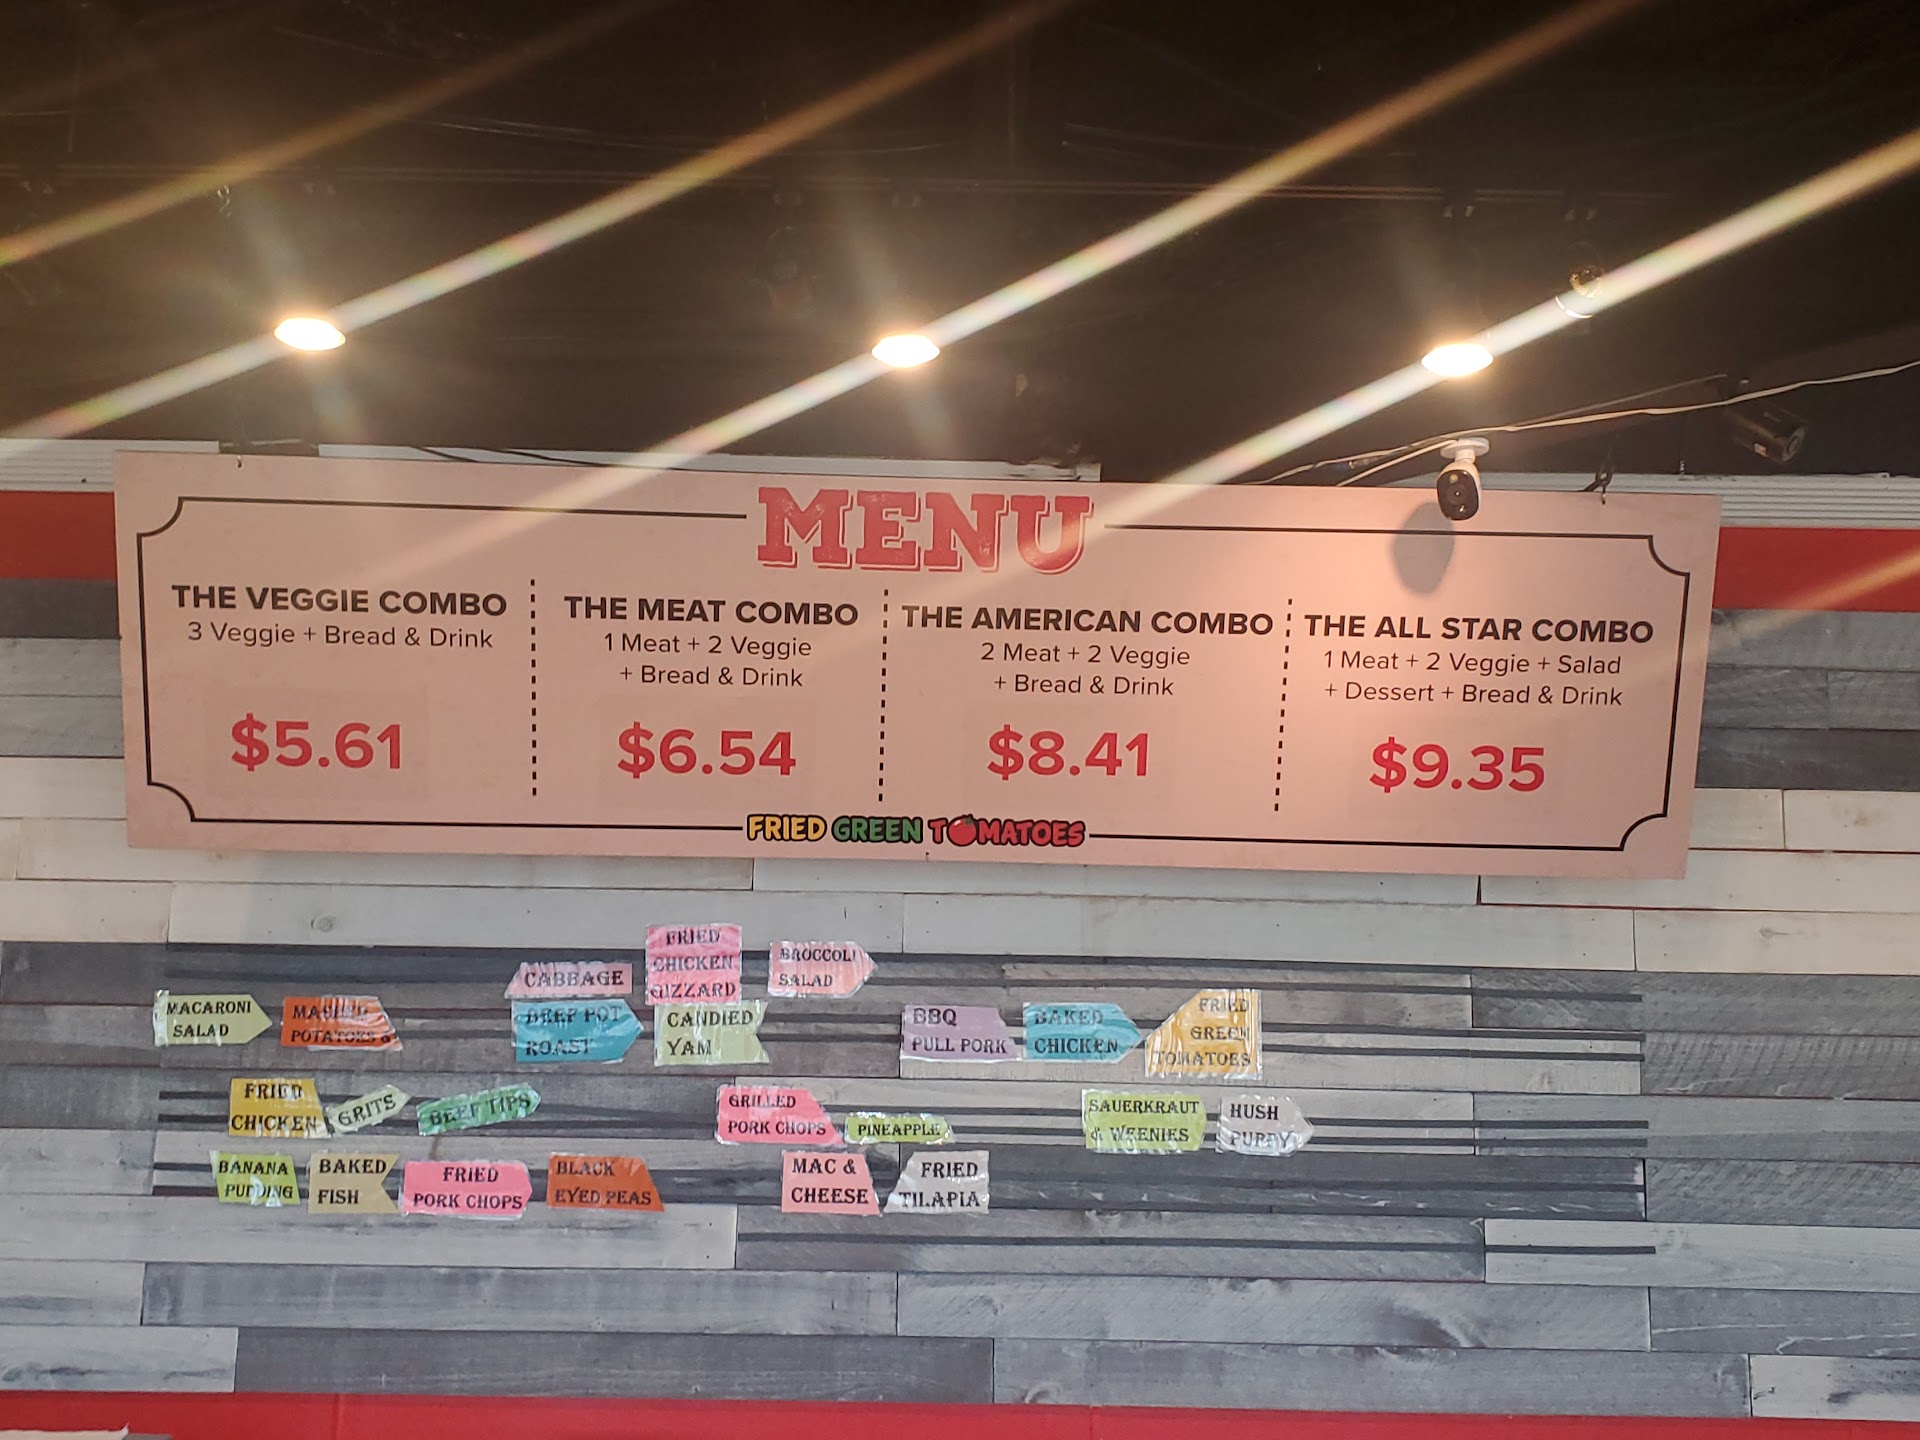 MENU
THE VEGGIE COMBO
3 Veggie + Bread & Drink
$5.61
THE MEAT COMBO
1 Meat + 2 Veggie
+ Bread & Drink
$6.54
THE AMERICAN COMBO
2 Meat + 2 Veggie
+ Bread & Drink
$8.41
THE ALL STAR COMBO
1 Meat + 2 Veggie + Salad
+ Dessert + Bread & Drink
$9.35
FRIED GREEN TOMATOES
CABBAGE
FRIED
CHICKEN
GIZZARD
BROCCOLI
SALAD
MACARONI
SALAD
MASHED
POTATOES &
BEEF POT
ROAST
CANDIED
YAM
BBQ
PULL PORK
BAKED
CHICKEN
FRIED
GREEN
TOMATOES
FRIED
CHICKEN
GRITS
BEEF TIPS
GRILLED
PORK CHOPS
PINEAPPLE
SAUERKRAUT
& WEENIES
HUSH
PUPPY
BANANA
PUDDING
BAKED
FISH
FRIED
PORK CHOPS
BLACK
EYED PEAS
MAC &
CHEESE
FRIED
TILAPIA